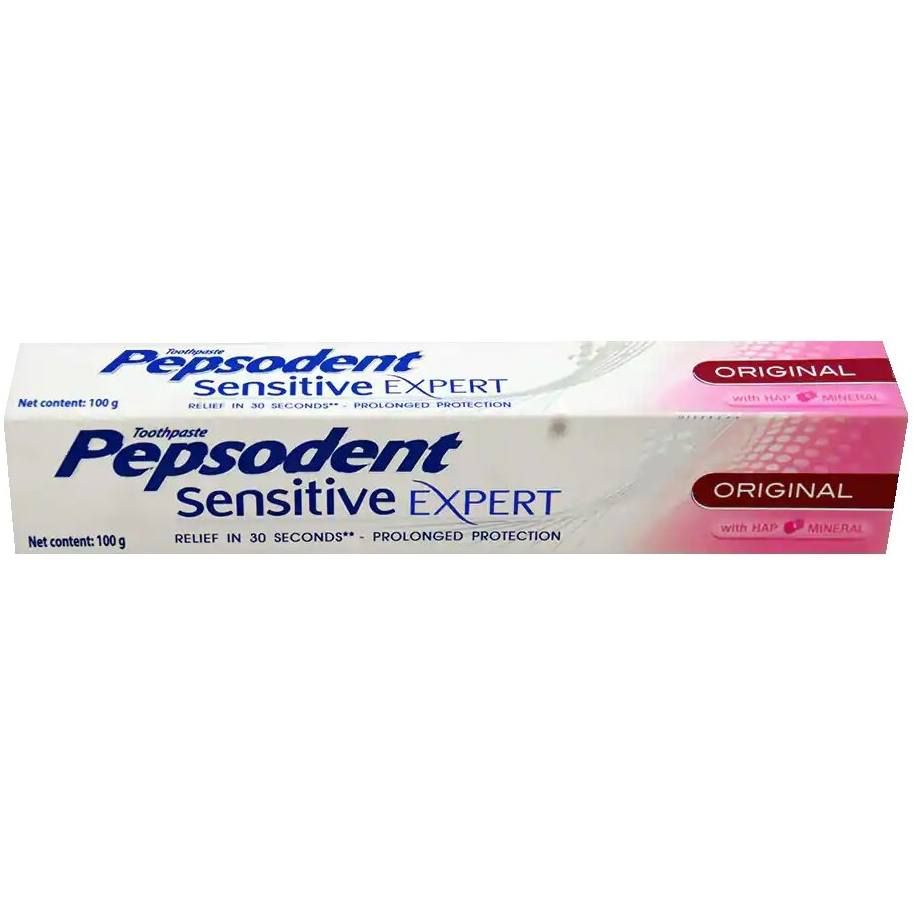 Toothpaste
Pepsodent
Sensitive EXPERT
ORIGINAL
with HAP MINERAL
Net content: 100 g
RELIEF IN 30 SECONDS** - PROLONGED PROTECTION
Toothpaste
Pepsodent
Sensitive EXPERT
ORIGINAL
with HAP MINERAL
Net content: 100 g
RELIEF IN 30 SECONDS** - PROLONGED PROTECTION